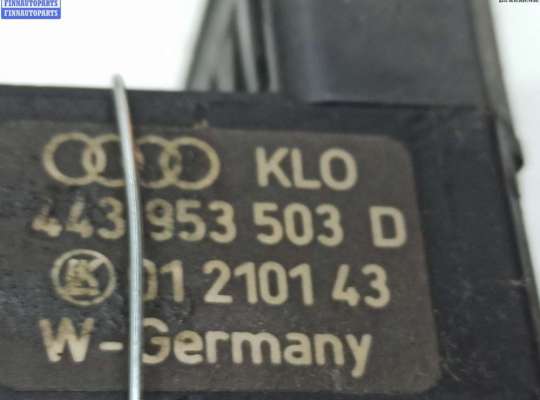 FINNAUTOPARTS
FINNAUTOPARTS
KLO
443 953 503 D
01 2101 43
W-Germany